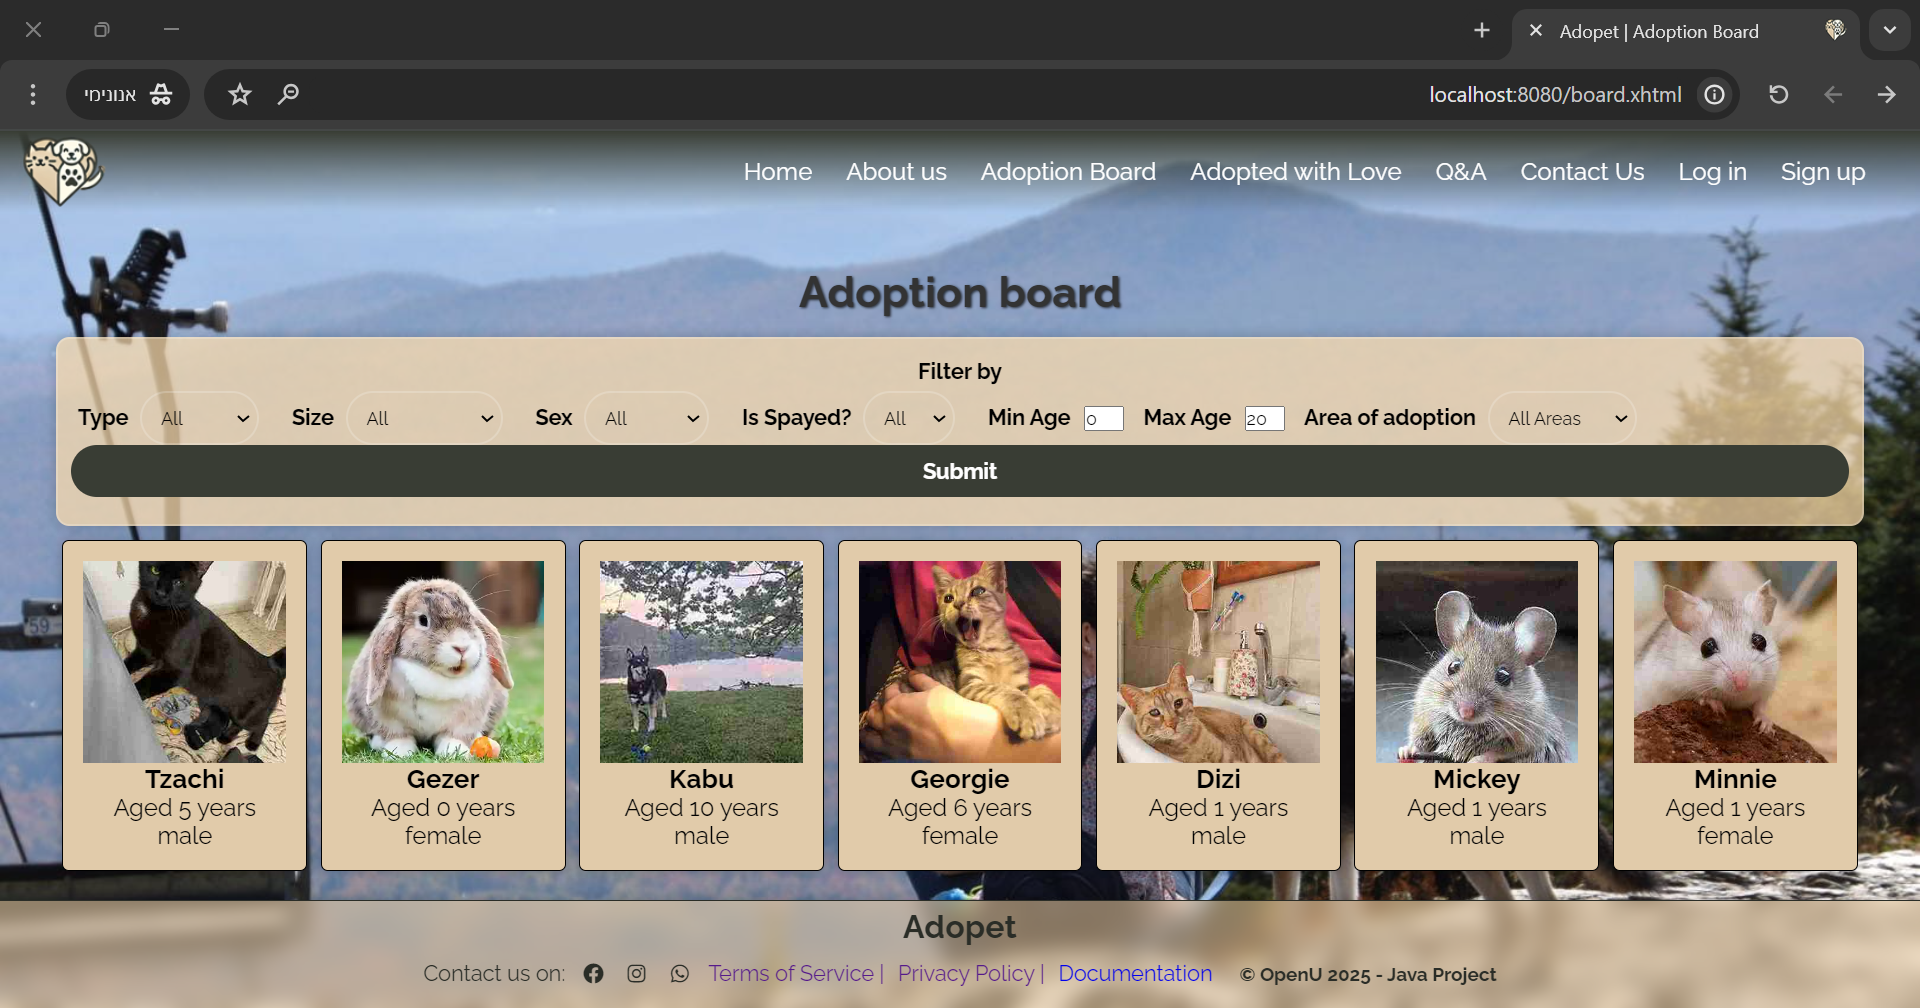 Adopet | Adoption Board
אנונימי
localhost:8080/board.xhtml
Home About us Adoption Board Adopted with Love Q&A Contact Us Log in Sign up
Adoption board
Filter by
Type All Size All Sex All Is Spayed? All Min Age 0 Max Age 20 Area of adoption All Areas
Submit
59
Tzachi
Aged 5 years
male
Gezer
Aged 0 years
female
Kabu
Aged 10 years
male
Georgie
Aged 6 years
female
Dizi
Aged 1 years
male
Mickey
Aged 1 years
male
Minnie
Aged 1 years
female
Adopet
Contact us on: Terms of Service | Privacy Policy | Documentation © OpenU 2025 - Java Project